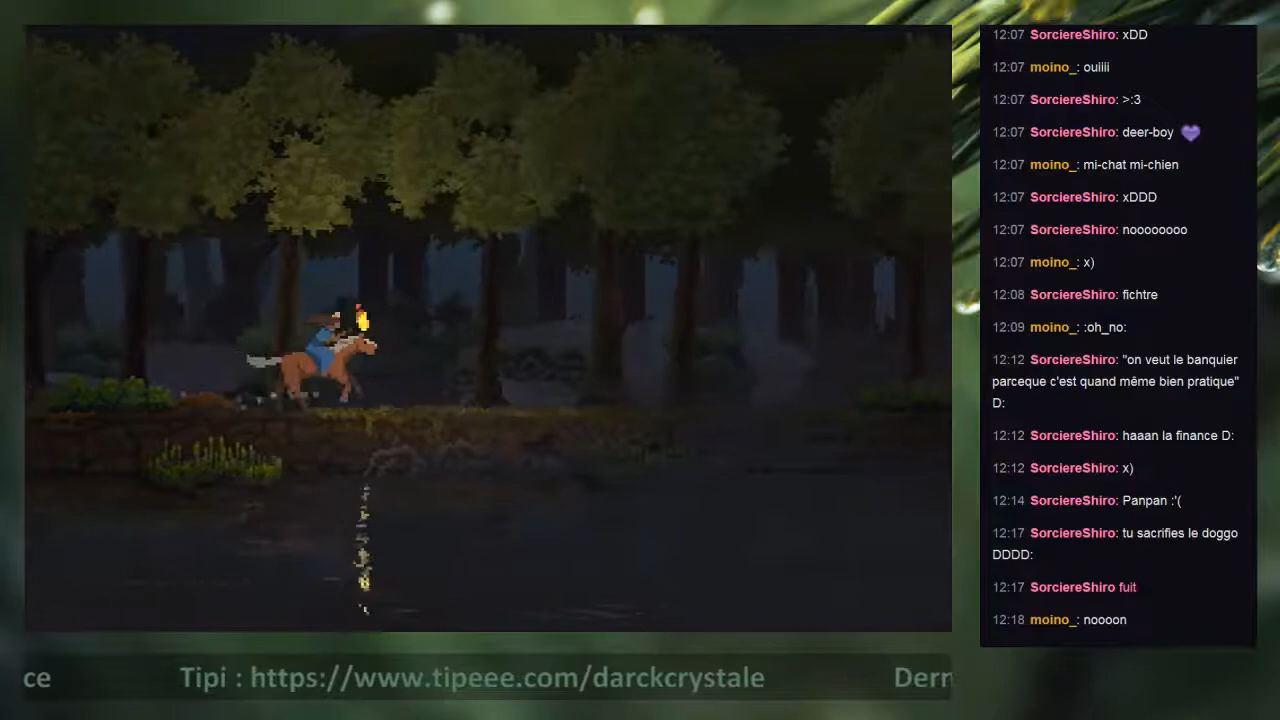 12:07 SorciereShiro: xDD
12:07 moino_: ouiiii
12:07 SorciereShiro: >:3
12:07 SorciereShiro: deer-boy
12:07 moino_: mi-chat mi-chien
12:07 SorciereShiro: xDDD
12:07 SorciereShiro: noooooooo
12:07 moino_: x)
12:08 SorciereShiro: fichtre
12:09 moino_: :oh_no:
12:12 SorciereShiro: "on veut le banquier
parceque c'est quand même bien pratique"
D:
12:12 SorciereShiro: haaan la finance D:
12:12 SorciereShiro: x)
12:14 SorciereShiro: Panpan :'(
12:17 SorciereShiro: tu sacrifies le doggo
DDDD:
12:17 SorciereShiro fuit
12:18 moino_: noooon
ce Tipi : https://www.tipeee.com/darckcrystale Derr